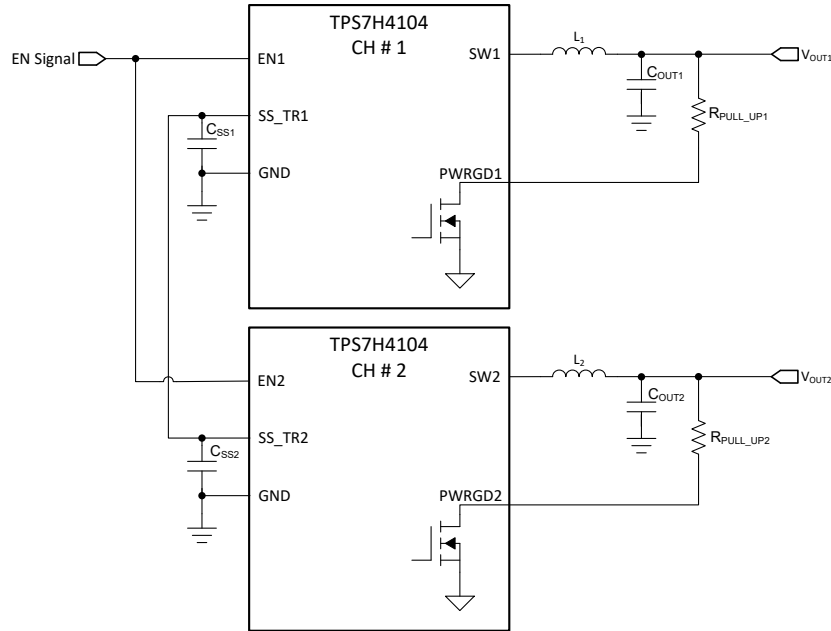 TPS7H4104
CH # 1
EN Signal
EN1
SW1
L1
VOUT1
COUT1
RPULL_UP1
SS_TR1
CSS1
GND
PWRGD1
TPS7H4104
CH # 2
EN2
SW2
L2
VOUT2
COUT2
RPULL_UP2
SS_TR2
CSS2
GND
PWRGD2